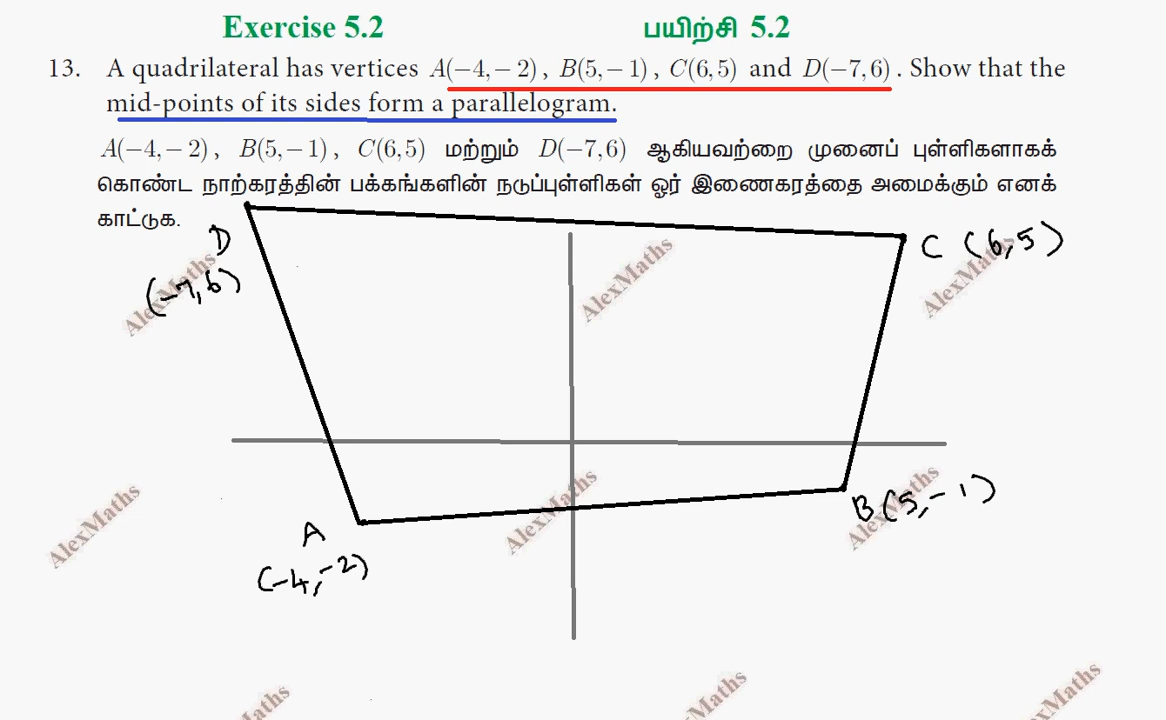 Exercise 5.2 பயிற்சி 5.2
13. A quadrilateral has vertices A(−4,−2), B(5,−1), C(6,5) and D(−7,6). Show that the
mid-points of its sides form a parallelogram.
A(−4,−2), B(5,−1), C(6,5) மற்றும் D(−7,6) ஆகியவற்றை முனைப் புள்ளிகளாகக்
கொண்ட நாற்கரத்தின் பக்கங்களின் நடுப்புள்ளிகள் ஓர் இணைகரத்தை அமைக்கும் எனக்
காட்டுக.
D
C (6,5)
(-7,6)
AlexMaths
AlexMaths
AlexMaths
B(5,-1)
A
(-4,-2)
AlexMaths
AlexMaths
AlexMaths
Maths
Maths
exMaths